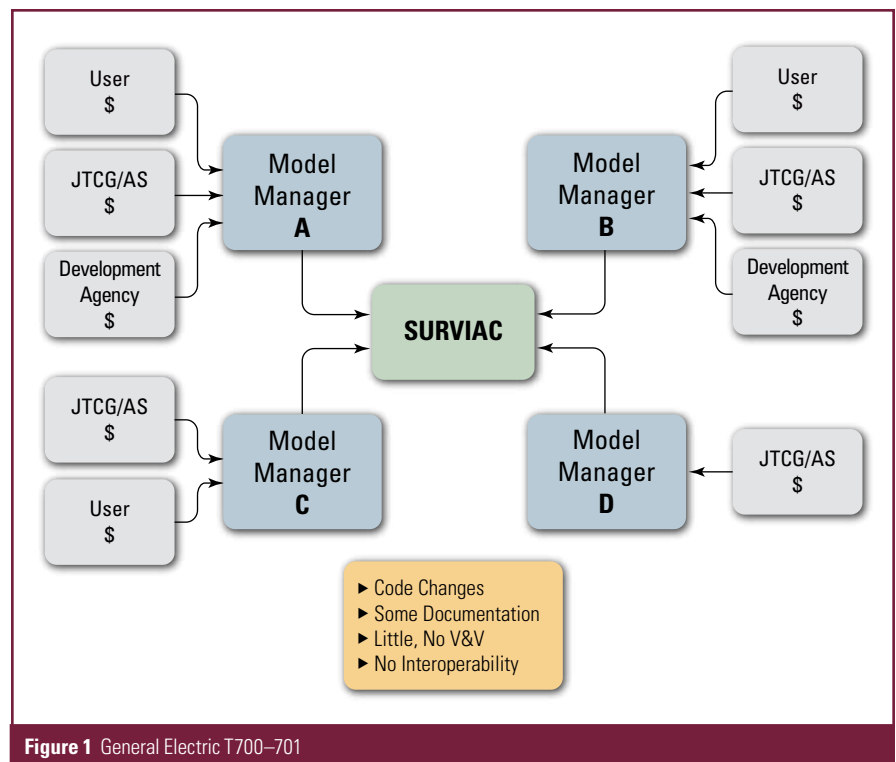 User
$
JTCG/AS
$
Development
Agency
$
Model
Manager
A
User
$
JTCG/AS
$
Development
Agency
$
Model
Manager
B
SURVIAC
JTCG/AS
$
User
$
Model
Manager
C
Model
Manager
D
JTCG/AS
$
▶ Code Changes
▶ Some Documentation
▶ Little, No V&V
▶ No Interoperability
Figure 1 General Electric T700–701